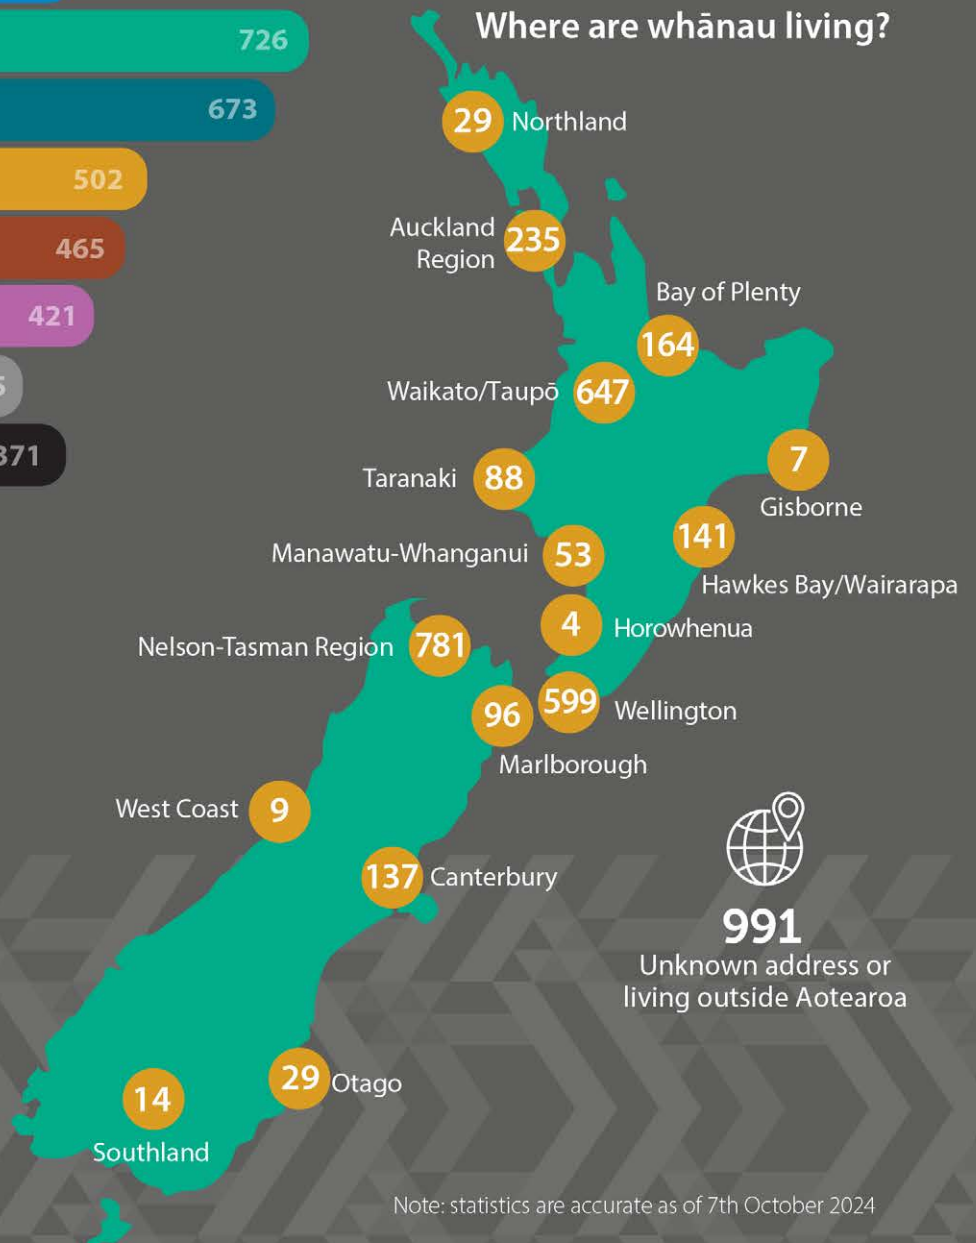 Where are whānau living?
726
673
502
465
421
371
29 Northland
Auckland
Region
235
Bay of Plenty
164
Waikato/Taupō 647
Taranaki 88
7
Gisborne
141
Hawkes Bay/Wairarapa
Manawatu-Whanganui 53
4 Horowhenua
Nelson-Tasman Region 781
599 Wellington
96
Marlborough
West Coast 9
137 Canterbury
991
Unknown address or
living outside Aotearoa
29 Otago
14
Southland
Note: statistics are accurate as of 7th October 2024